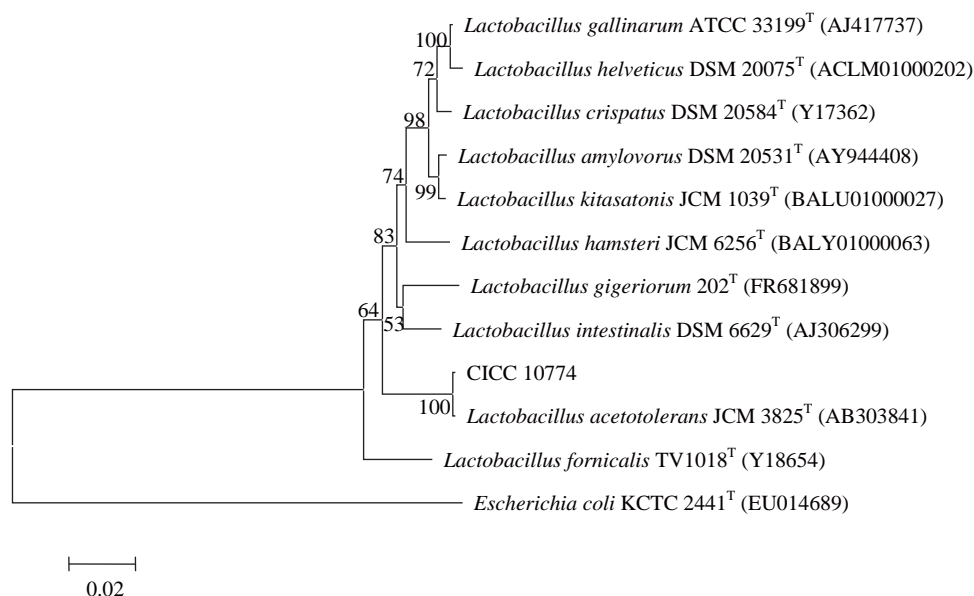 Lactobacillus gallinarum ATCC 33199T (AJ417737)
100
Lactobacillus helveticus DSM 20075T (ACLM01000202)
72
Lactobacillus crispatus DSM 20584T (Y17362)
98
Lactobacillus amylovorus DSM 20531T (AY944408)
74
99
Lactobacillus kitasatonis JCM 1039T (BALU01000027)
83
Lactobacillus hamsteri JCM 6256T (BALY01000063)
Lactobacillus gigeriorum 202T (FR681899)
64
53
Lactobacillus intestinalis DSM 6629T (AJ306299)
CICC 10774
100
Lactobacillus acetotolerans JCM 3825T (AB303841)
Lactobacillus fornicalis TV1018T (Y18654)
Escherichia coli KCTC 2441T (EU014689)
0.02